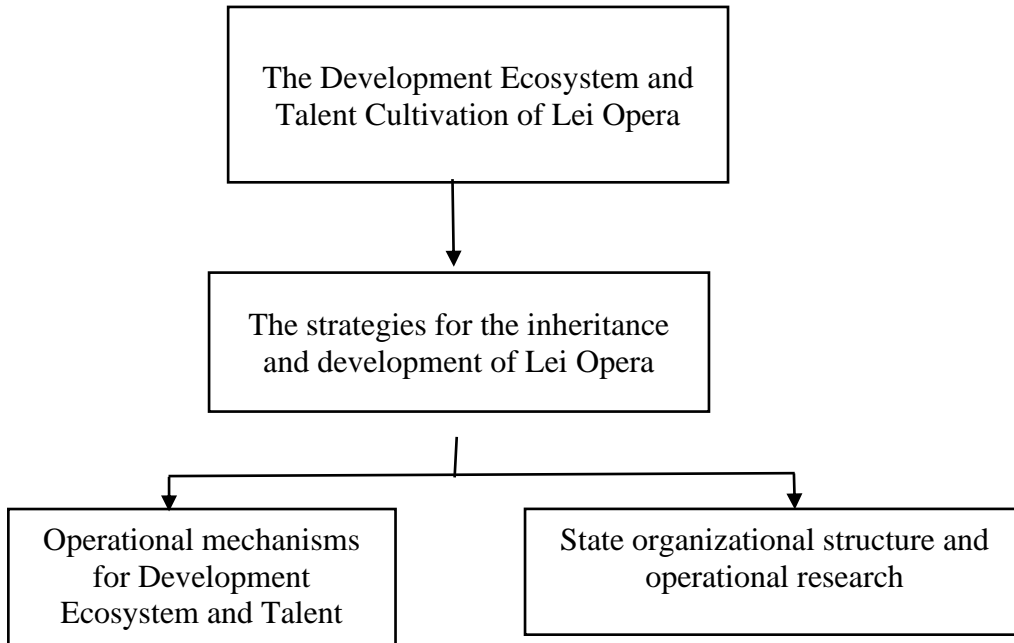 The Development Ecosystem and
Talent Cultivation of Lei Opera
The strategies for the inheritance
and development of Lei Opera
Operational mechanisms
for Development
Ecosystem and Talent
State organizational structure and
operational research